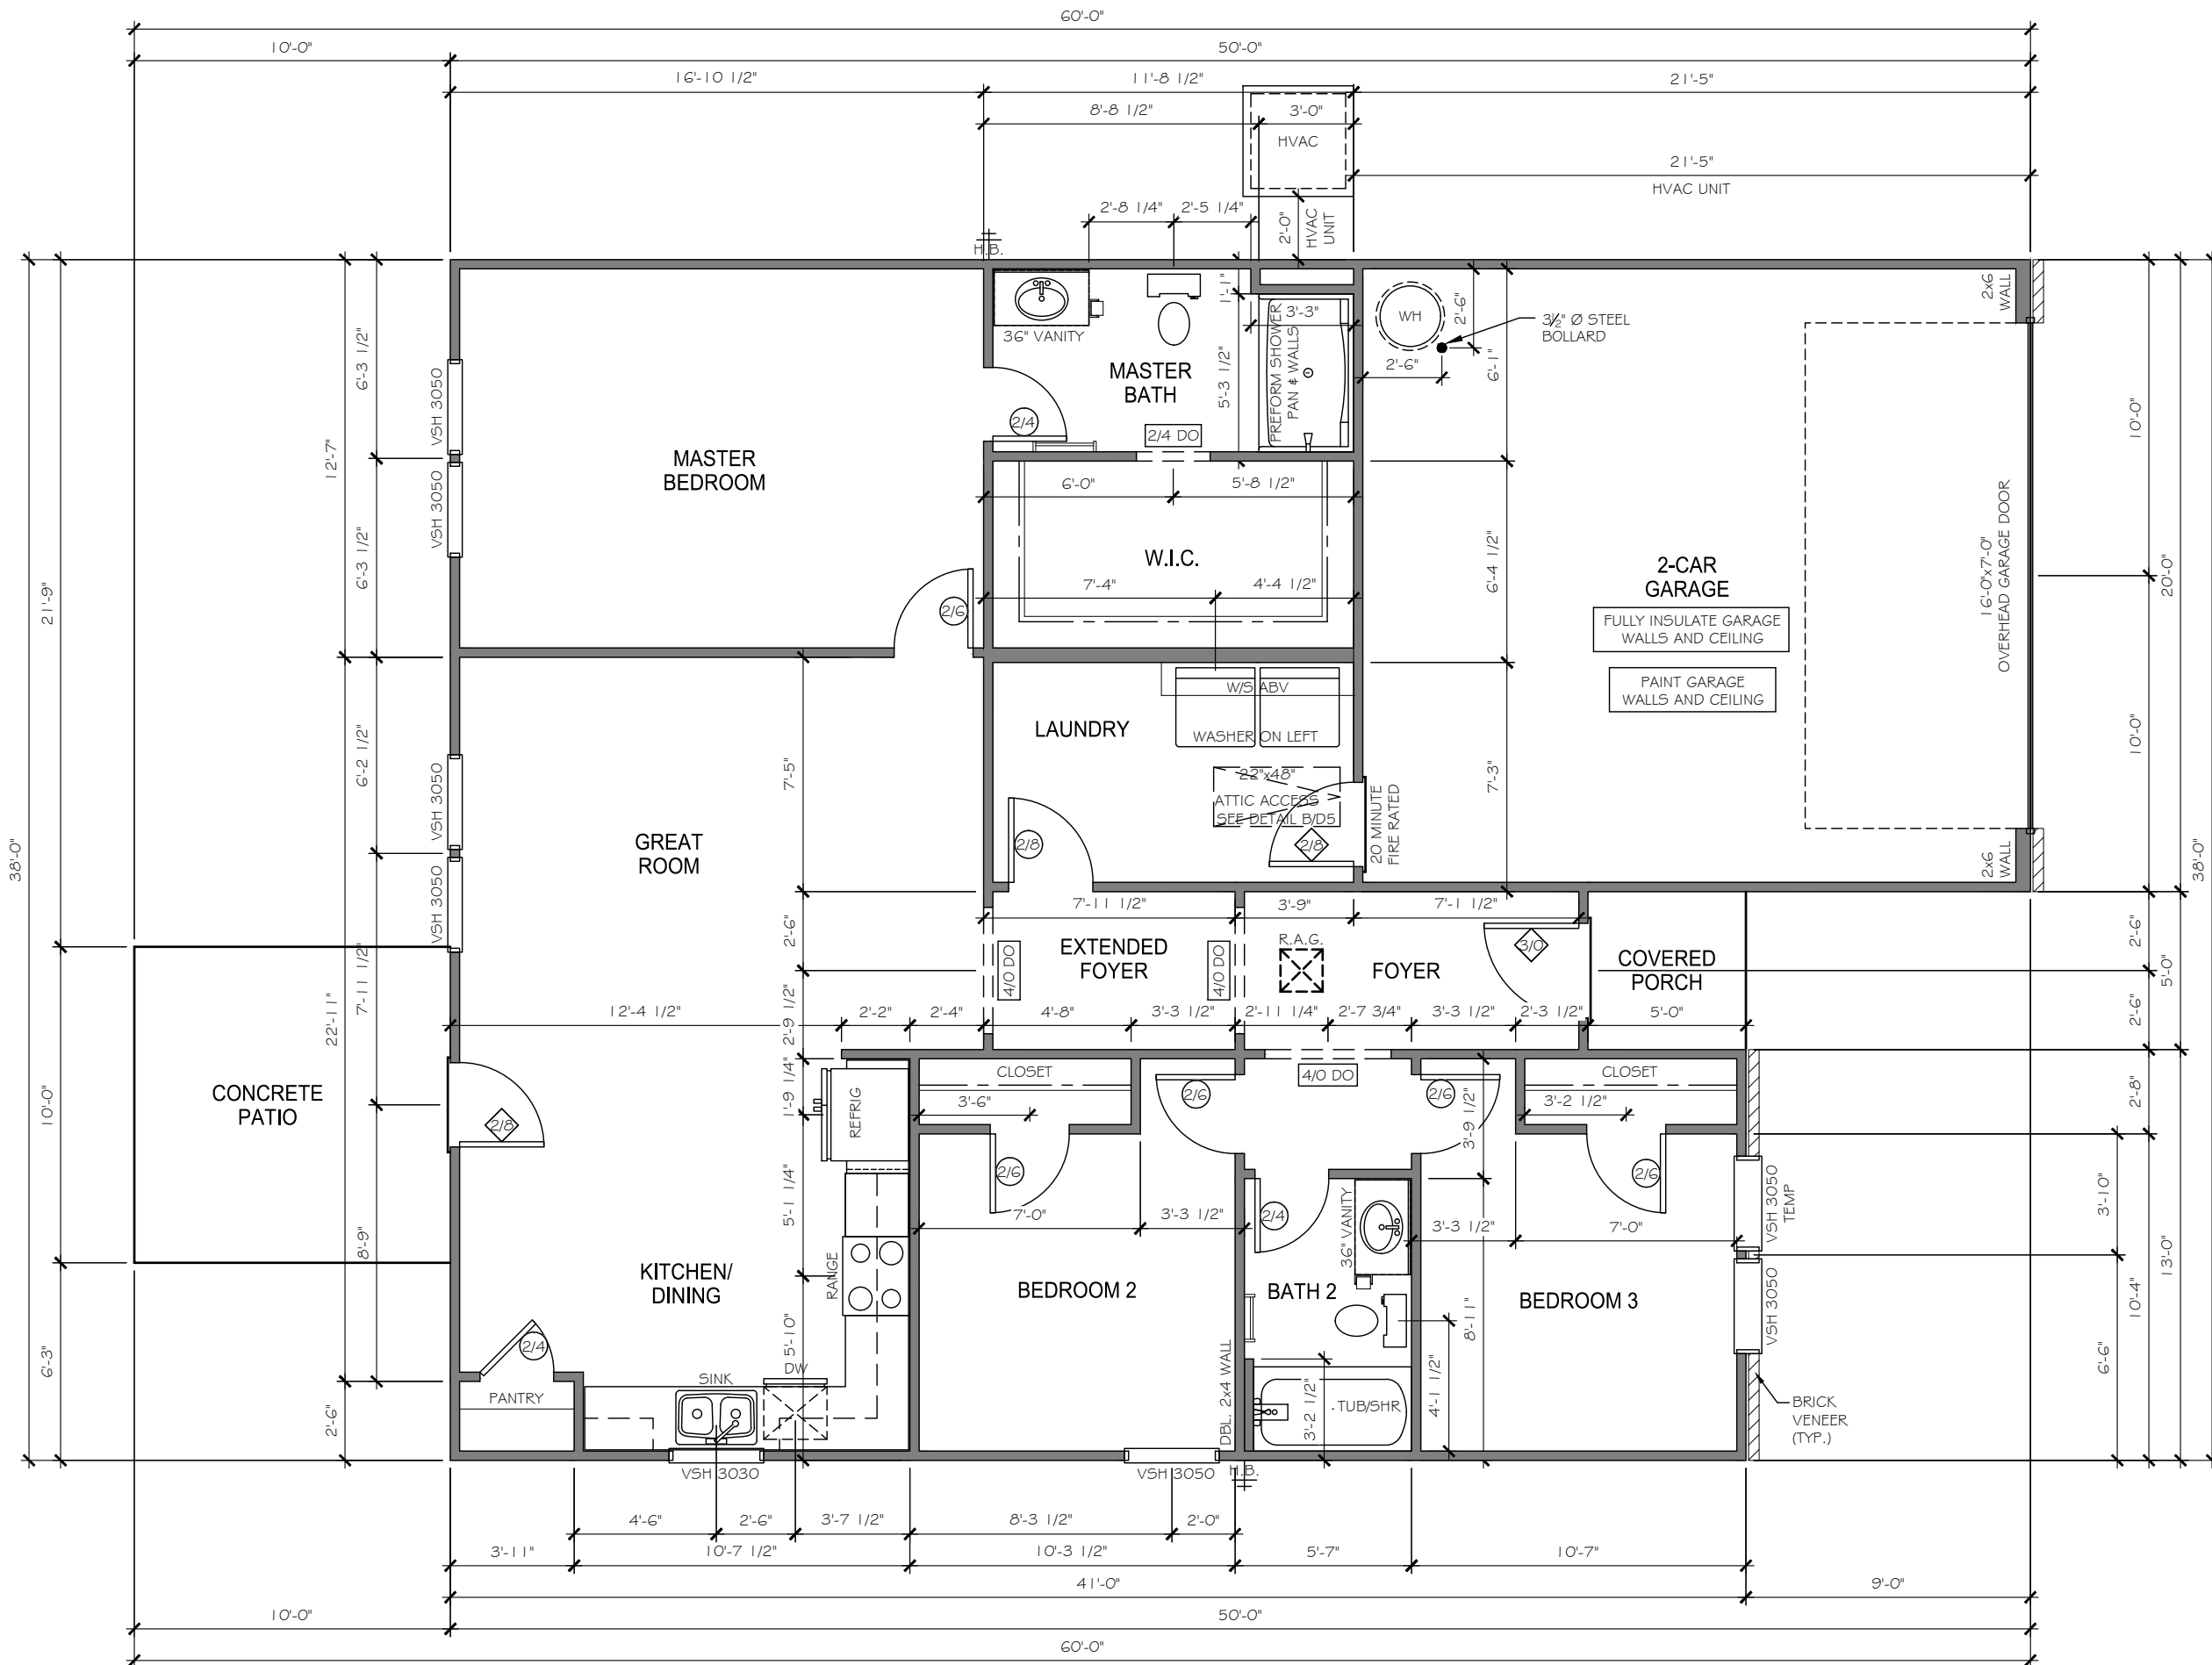 60'-0"
10'-0"
50'-0"
16'-10 1/2"
11'-8 1/2"
21'-5"
8'-8 1/2"
3'-0"
HVAC
21'-5"
HVAC UNIT
2'-8 1/4"
2'-5 1/4"
2'-0"
HVAC
UNIT
H.B.
36" VANITY
1'-1"
3'-3"
WH
2'-6"
3½" Ø STEEL
BOLLARD
2'-6"
2x6
WALL
6'-3 1/2"
VSH 3050
MASTER
BATH
5'-3 1/2"
PREFORM SHOWER
PAN & WALLS
6'-1"
10'-0"
2/4
2/4 DO
12'-7"
MASTER
BEDROOM
VSH 3050
6'-0"
5'-8 1/2"
6'-3 1/2"
W.I.C.
6'-4 1/2"
2-CAR
GARAGE
16'-0"x7'-0"
OVERHEAD GARAGE DOOR
20'-0"
7'-4"
4'-4 1/2"
2/6
FULLY INSULATE GARAGE
WALLS AND CEILING
PAINT GARAGE
WALLS AND CEILING
21'-9"
W/S ABV
LAUNDRY
WASHER ON LEFT
6'-2 1/2"
7'-5"
7'-3"
10'-0"
VSH 3050
22"x48"
ATTIC ACCESS
SEE DETAIL B/D5
20 MINUTE
FIRE RATED
GREAT
ROOM
2/8
2/8
2x6
WALL
38'-0"
38'-0"
VSH 3050
7'-11 1/2"
3'-9"
7'-1 1/2"
2'-6"
4/0 DO
EXTENDED
FOYER
4/0 DO
R.A.G.
FOYER
3/0
COVERED
PORCH
2'-6"
5'-0"
7'-11 1/2"
22'-11"
12'-4 1/2"
2'-2"
2'-4"
4'-8"
3'-3 1/2"
2'-11 1/4"
2'-7 3/4"
3'-3 1/2"
2'-3 1/2"
5'-0"
2'-9 1/2"
2'-6"
CLOSET
4/0 DO
CLOSET
1'-9 1/4"
REFRIG
3'-6"
2/6
2/6
3'-2 1/2"
3'-9 1/2"
2'-8"
CONCRETE
PATIO
10'-0"
2/8
2/6
2/6
5'-1 1/4"
7'-0"
3'-3 1/2"
2/4
36" VANITY
3'-3 1/2"
7'-0"
VSH 3050
TEMP
3'-10"
13'-0"
8'-9"
KITCHEN/
DINING
RANGE
BEDROOM 2
BATH 2
BEDROOM 3
VSH 3050
10'-4"
5'-10"
8'-11"
6'-3"
2/4
DW
SINK
PANTRY
2'-6"
DBL. 2x4 WALL
3'-2 1/2"
TUB/SHR
4'-1 1/2"
6'-6"
BRICK
VENEER
(TYP.)
VSH 3030
VSH 3050
H.B.
4'-6"
2'-6"
3'-7 1/2"
8'-3 1/2"
2'-0"
3'-11"
10'-7 1/2"
10'-3 1/2"
5'-7"
10'-7"
41'-0"
9'-0"
10'-0"
50'-0"
60'-0"